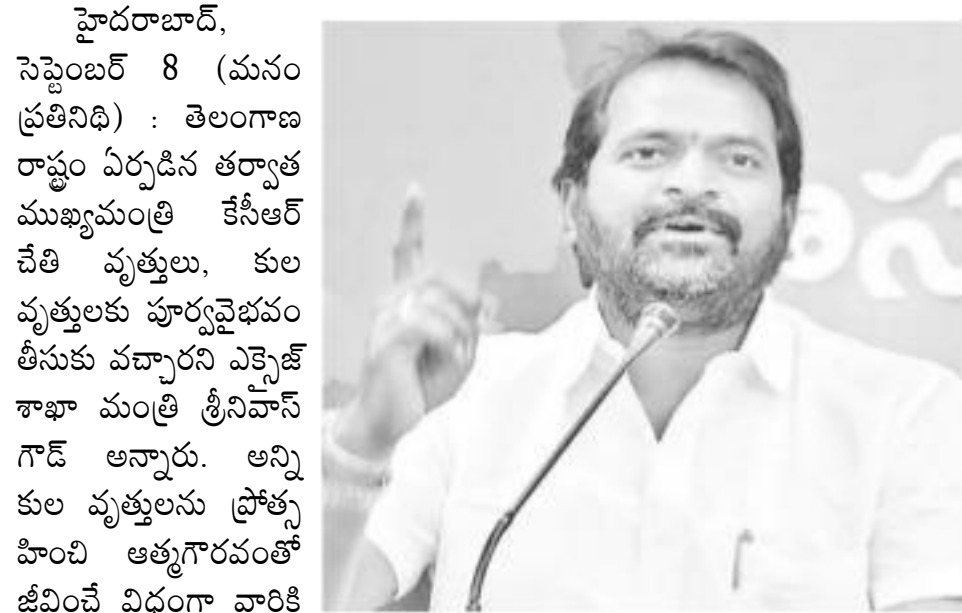 హైదరాబాద్,
సెప్టెంబర్ 8 (మనం
ప్రతినిధి) : తెలంగాణ
రాష్ట్రం ఏర్పడిన తర్వాత
ముఖ్యమంత్రి కేసీఆర్
చేతి వృత్తులు, కుల
వృత్తులకు పూర్వవైభవం
తీసుకు వచ్చారని ఎక్సైజ్
శాఖా మంత్రి శ్రీనివాస్
గౌడ్ అన్నారు. అన్ని
కుల వృత్తులను ప్రోత్స
హించి ఆత్మగౌరవంతో
జీవించే విధంగా వారికి